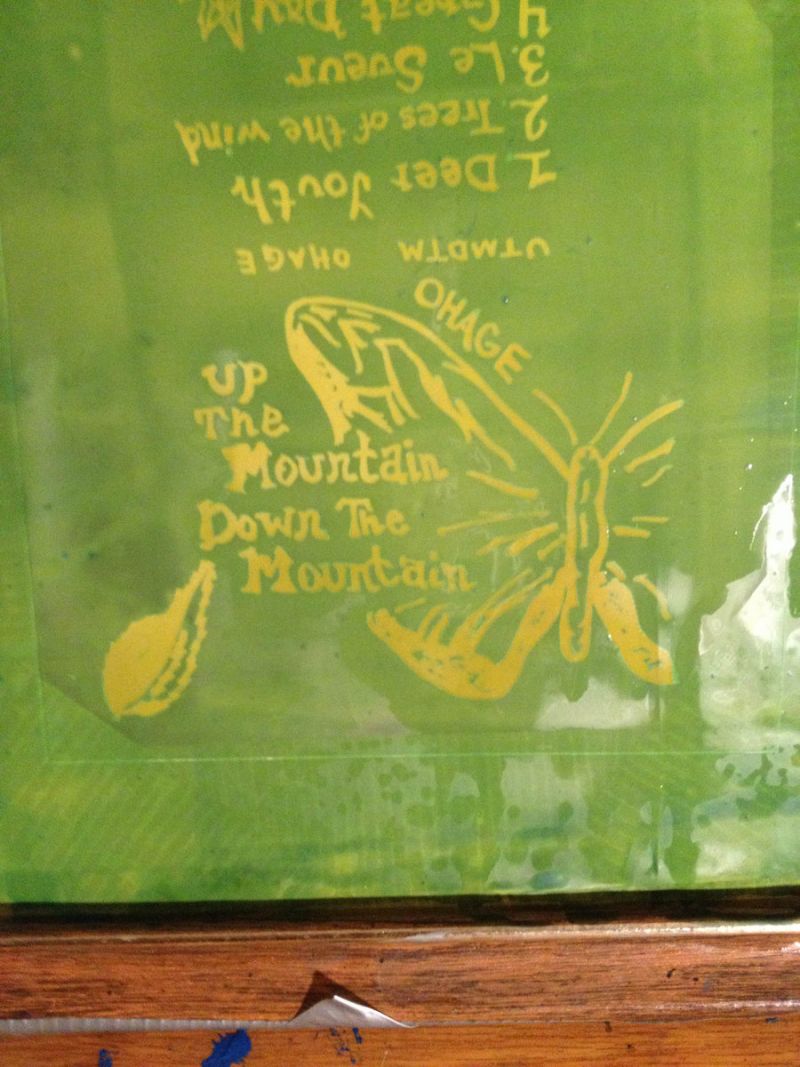 OHAGE
UP
The
Mountain
Down The
Mountain
UTMDTM OHAGE
1. Deer Youth
2. Trees of the wind
3. Le Sueur
4. Great Day